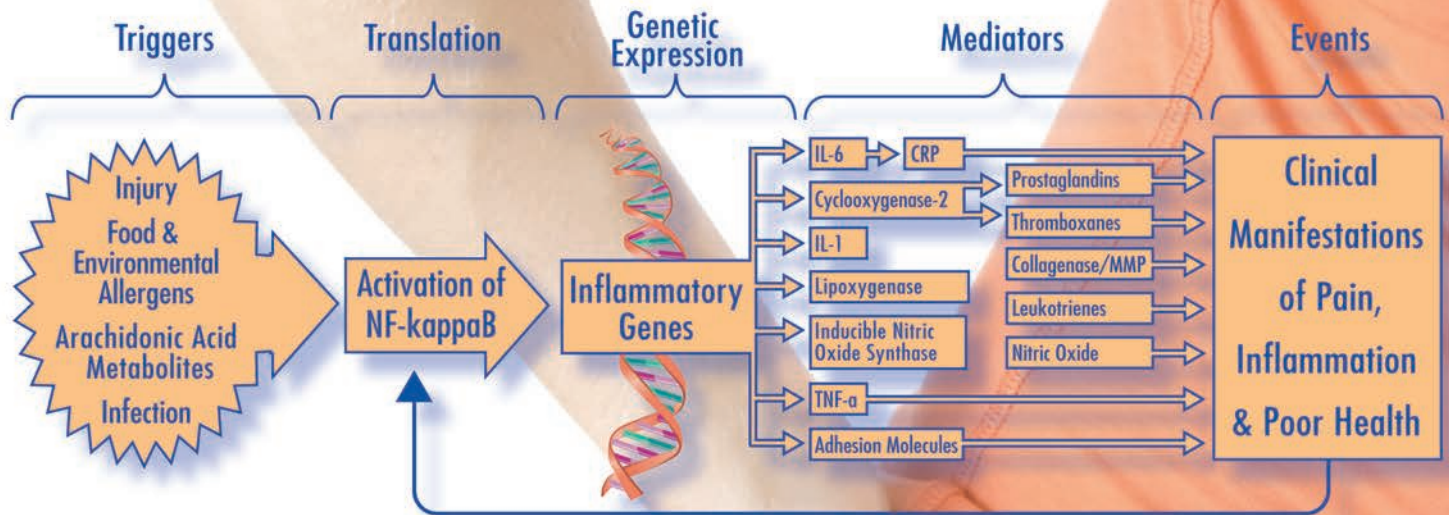 Triggers
Translation
Genetic
Expression
Mediators
Events
Injury
Food &
Environmental
Allergens
Arachidonic Acid
Metabolites
Infection
Activation of
NF-kappaB
Inflammatory
Genes
IL-6
CRP
Cyclooxygenase-2
Prostaglandins
Thromboxanes
IL-1
Collagenase/MMP
Lipoxygenase
Leukotrienes
Inducible Nitric
Oxide Synthase
Nitric Oxide
TNF-a
Adhesion Molecules
Clinical
Manifestations
of Pain,
Inflammation
& Poor Health